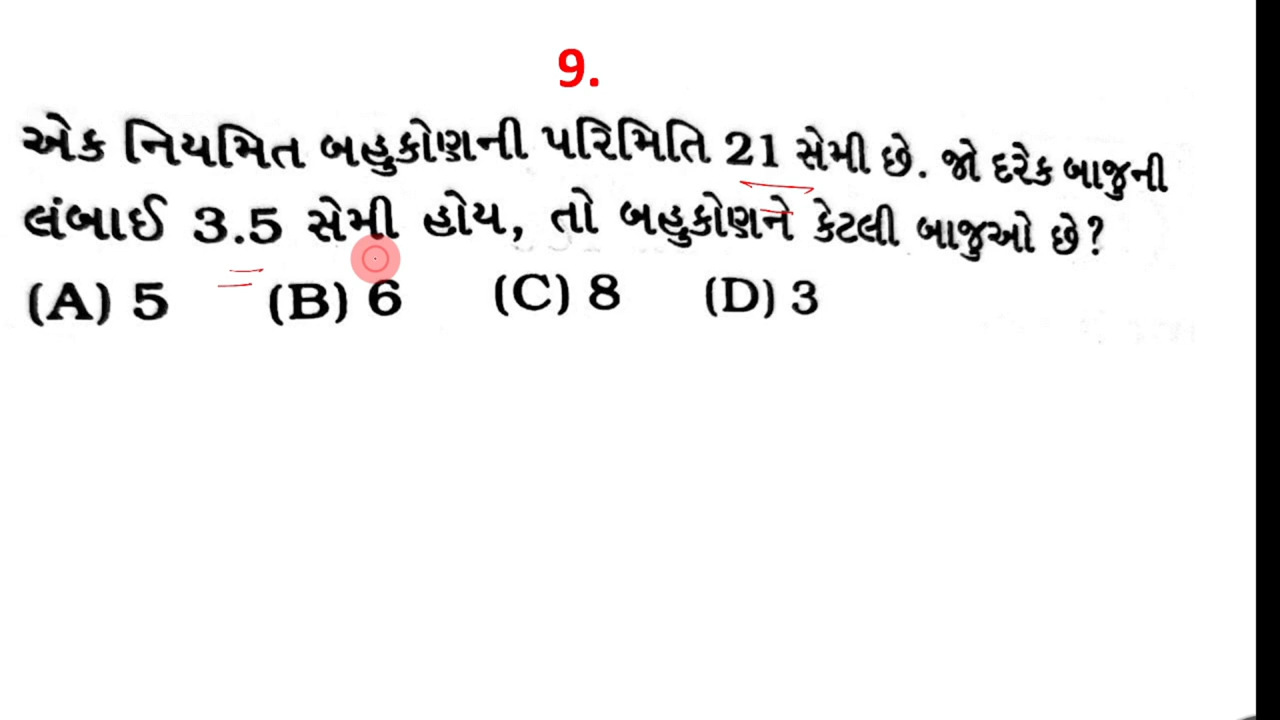 9.
એક નિયમિત બહુકોણની પરિમિતિ 21 સેમી છે. જો દરેક બાજુની
લંબાઈ 3.5 સેમી હોય, તો બહુકોણને કેટલી બાજુઓ છે?
(A) 5 (B) 6 (C) 8 (D) 3